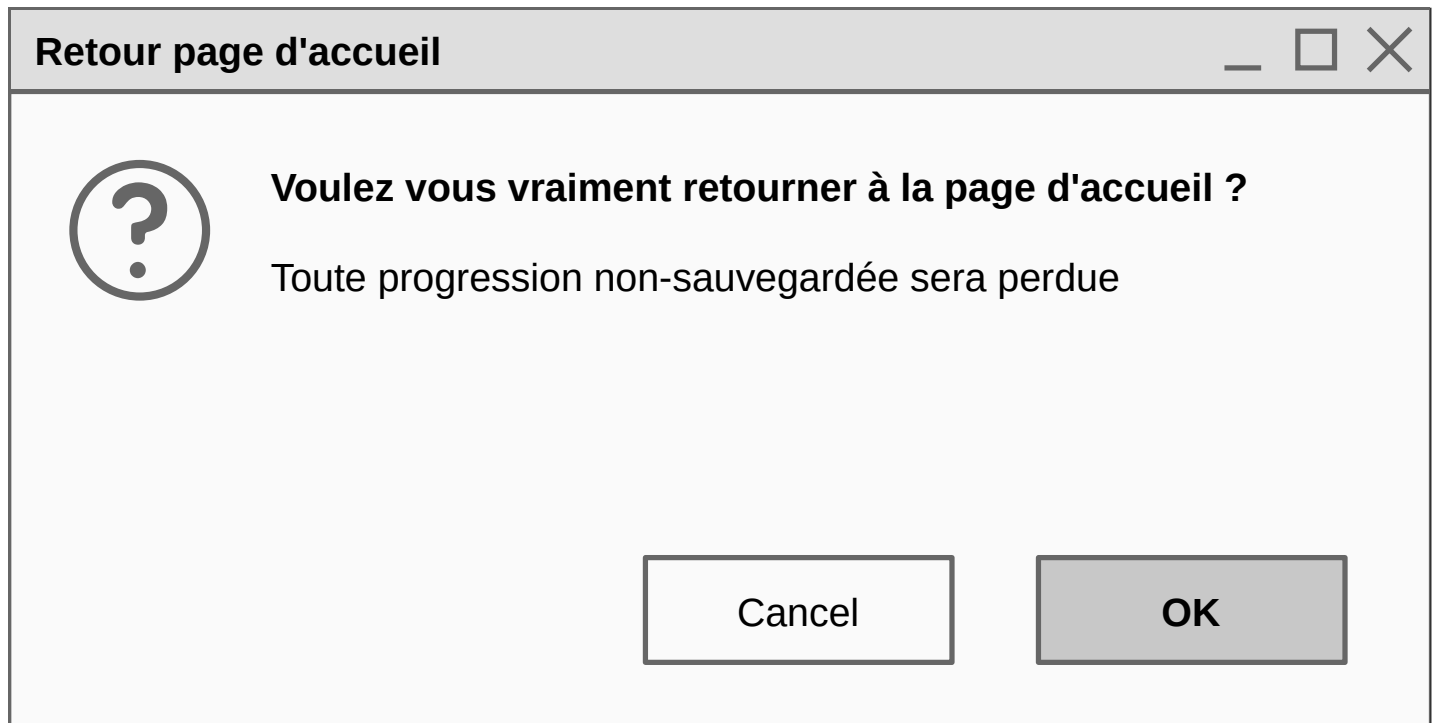 Retour page d'accueil
Voulez vous vraiment retourner à la page d'accueil ?
Toute progression non-sauvegardée sera perdue
Cancel
OK